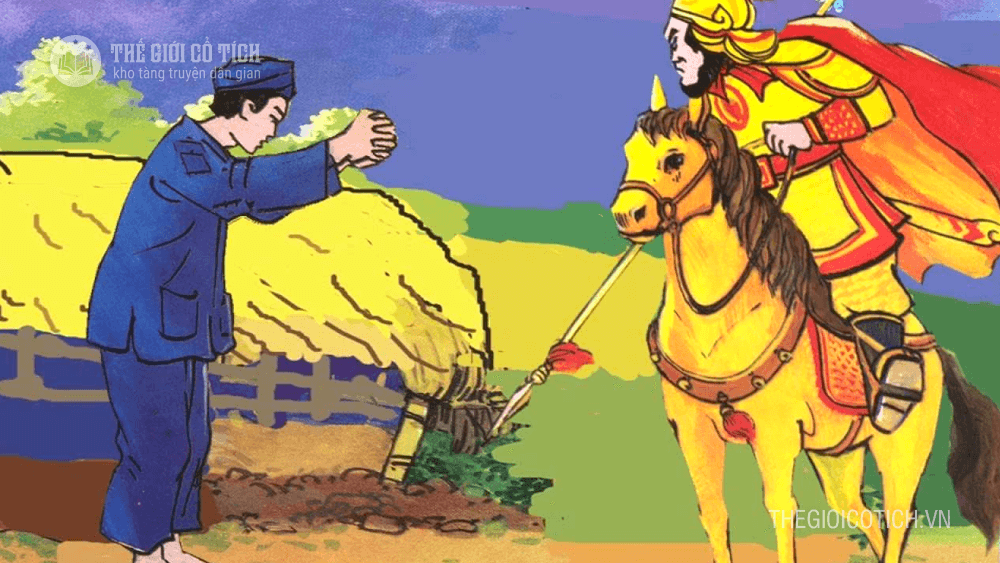 THẾ GIỚI CỔ TÍCH
kho tàng truyện dân gian
THEGIOICOTICH.VN